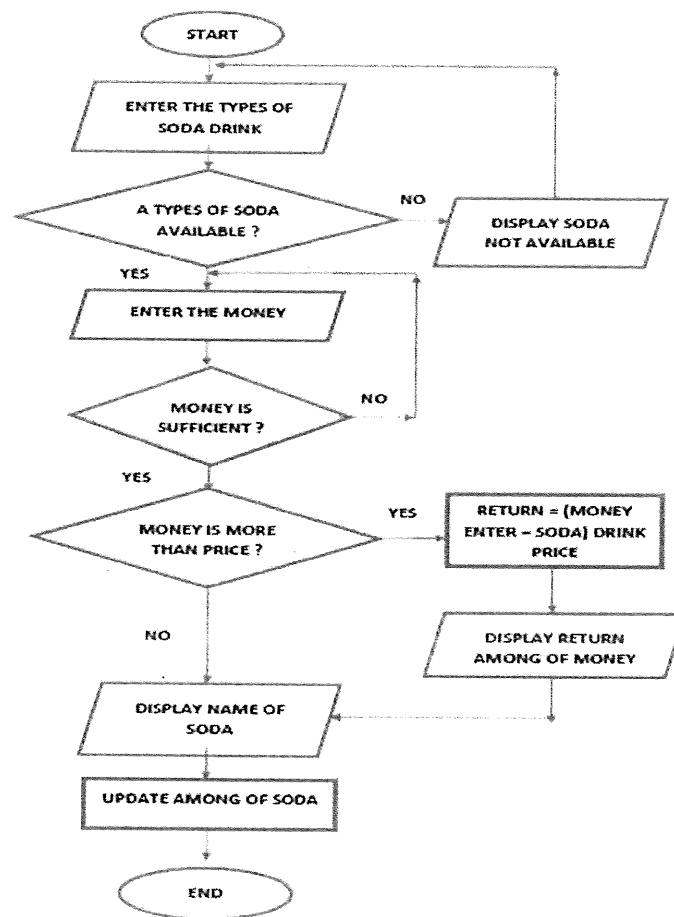 START
ENTER THE TYPES OF
SODA DRINK
A TYPES OF SODA
AVAILABLE ?
NO
DISPLAY SODA
NOT AVAILABLE
YES
ENTER THE MONEY
MONEY IS
SUFFICIENT ?
NO
YES
MONEY IS MORE
THAN PRICE ?
YES
RETURN = (MONEY
ENTER – SODA) DRINK
PRICE
NO
DISPLAY RETURN
AMONG OF MONEY
DISPLAY NAME OF
SODA
UPDATE AMONG OF SODA
END